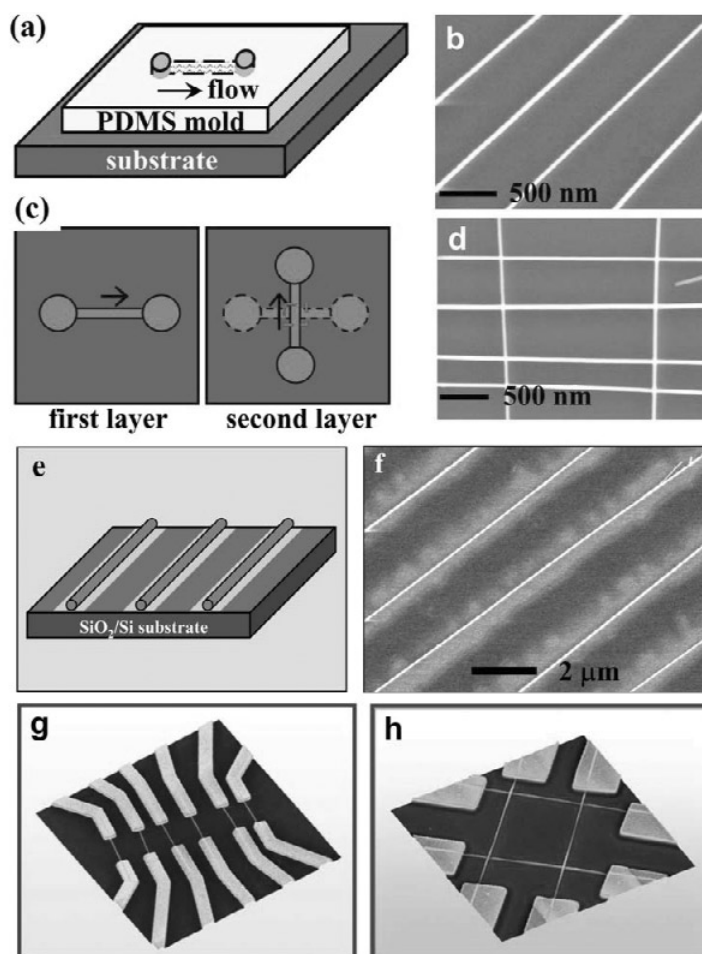 (a)
flow
PDMS mold
substrate
b
500 nm
(c)
first layer
second layer
d
500 nm
e
SiO₂/Si substrate
f
2 μm
g
h